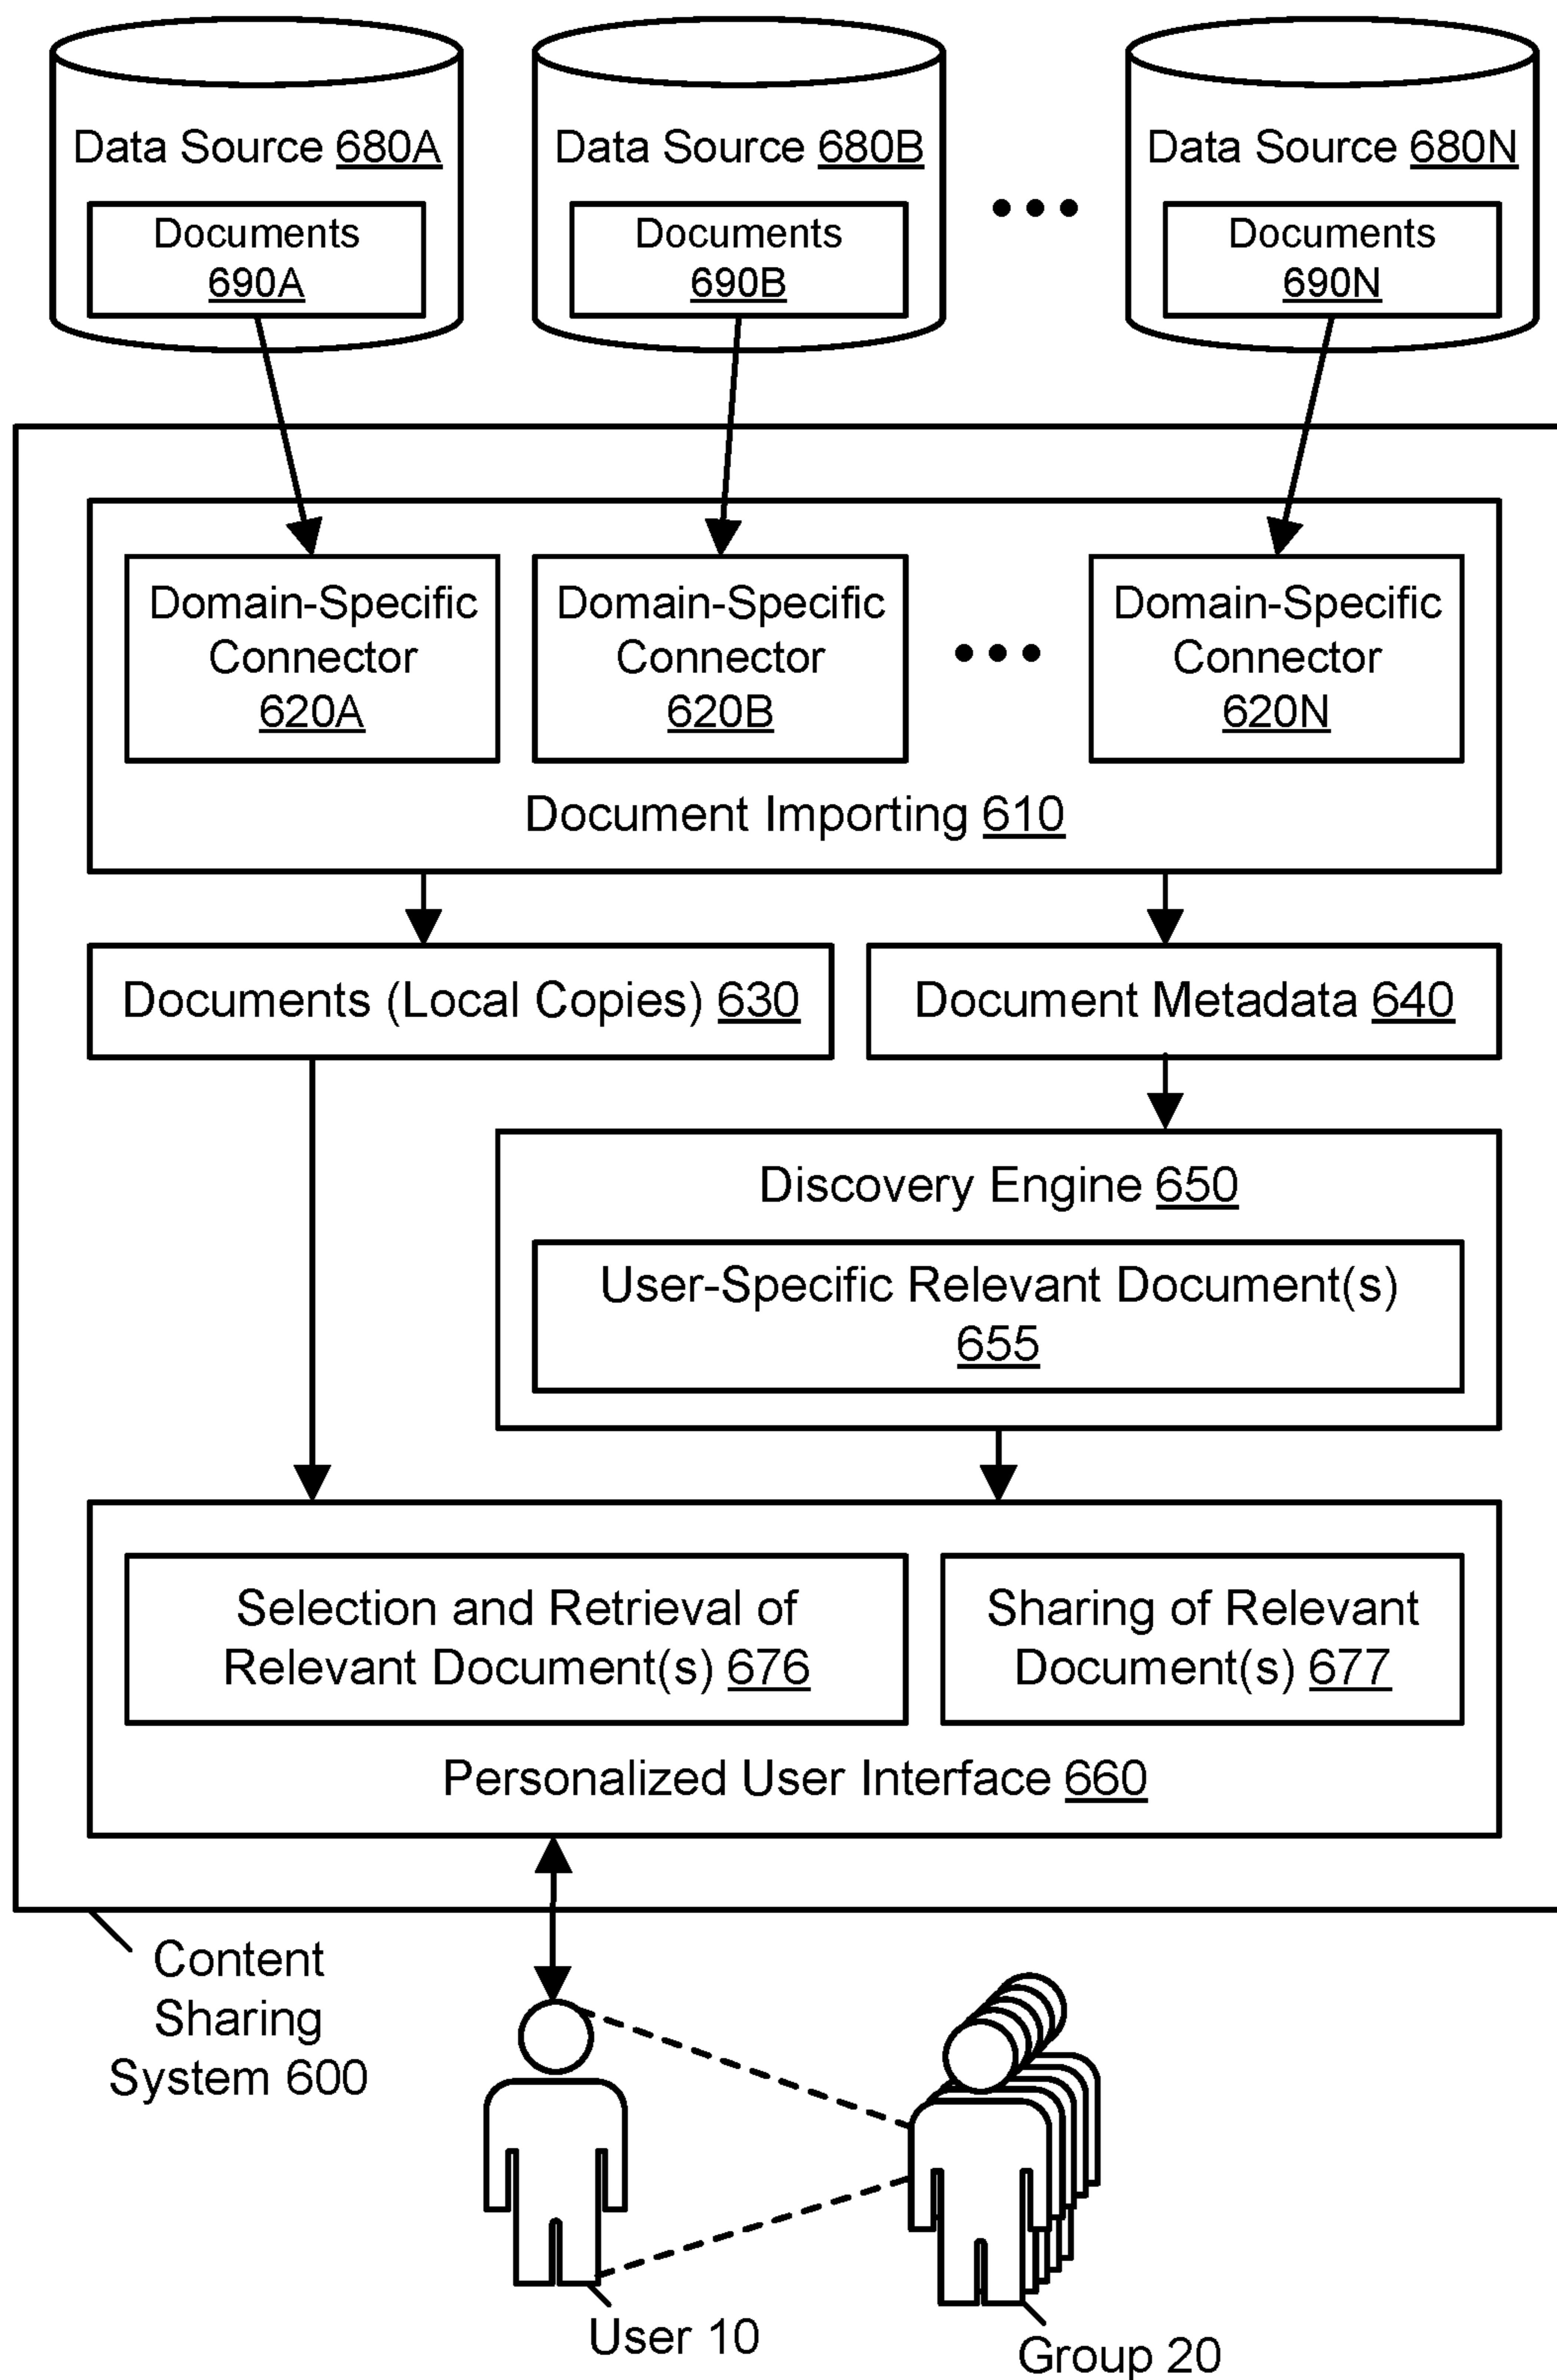 Data Source 680A
Documents
690A
Data Source 680B
Documents
690B
Data Source 680N
Documents
690N
Domain-Specific
Connector
620A
Domain-Specific
Connector
620B
Domain-Specific
Connector
620N
Document Importing 610
Documents (Local Copies) 630
Document Metadata 640
Discovery Engine 650
User-Specific Relevant Document(s)
655
Selection and Retrieval of
Relevant Document(s) 676
Sharing of Relevant
Document(s) 677
Personalized User Interface 660
Content
Sharing
System 600
User 10
Group 20